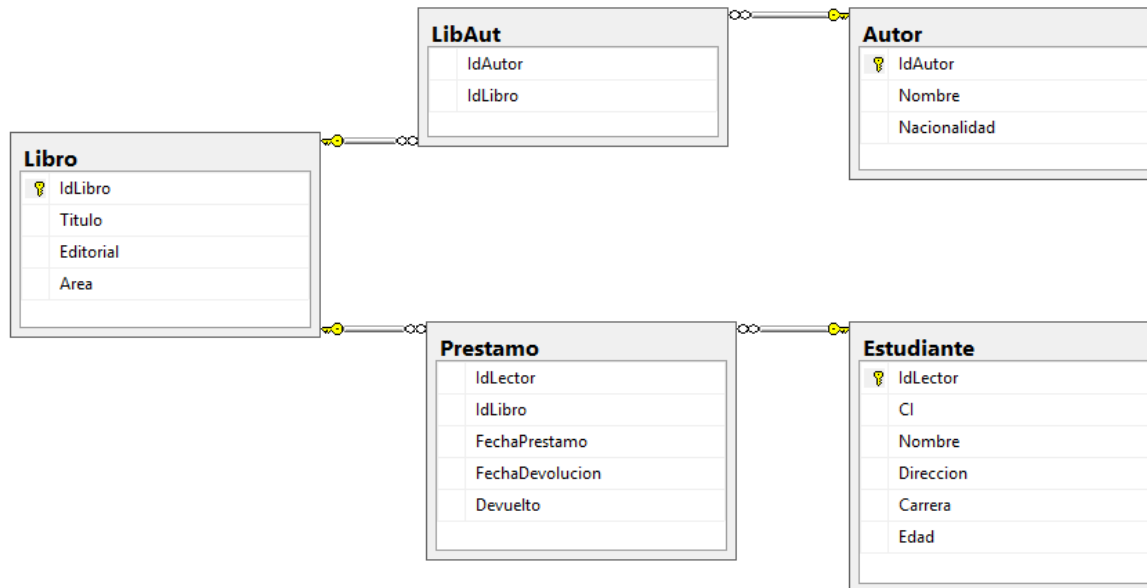 LibAut
IdAutor
IdLibro
Autor
IdAutor
Nombre
Nacionalidad
Libro
IdLibro
Titulo
Editorial
Area
Prestamo
IdLector
IdLibro
FechaPrestamo
FechaDevolucion
Devuelto
Estudiante
IdLector
CI
Nombre
Direccion
Carrera
Edad